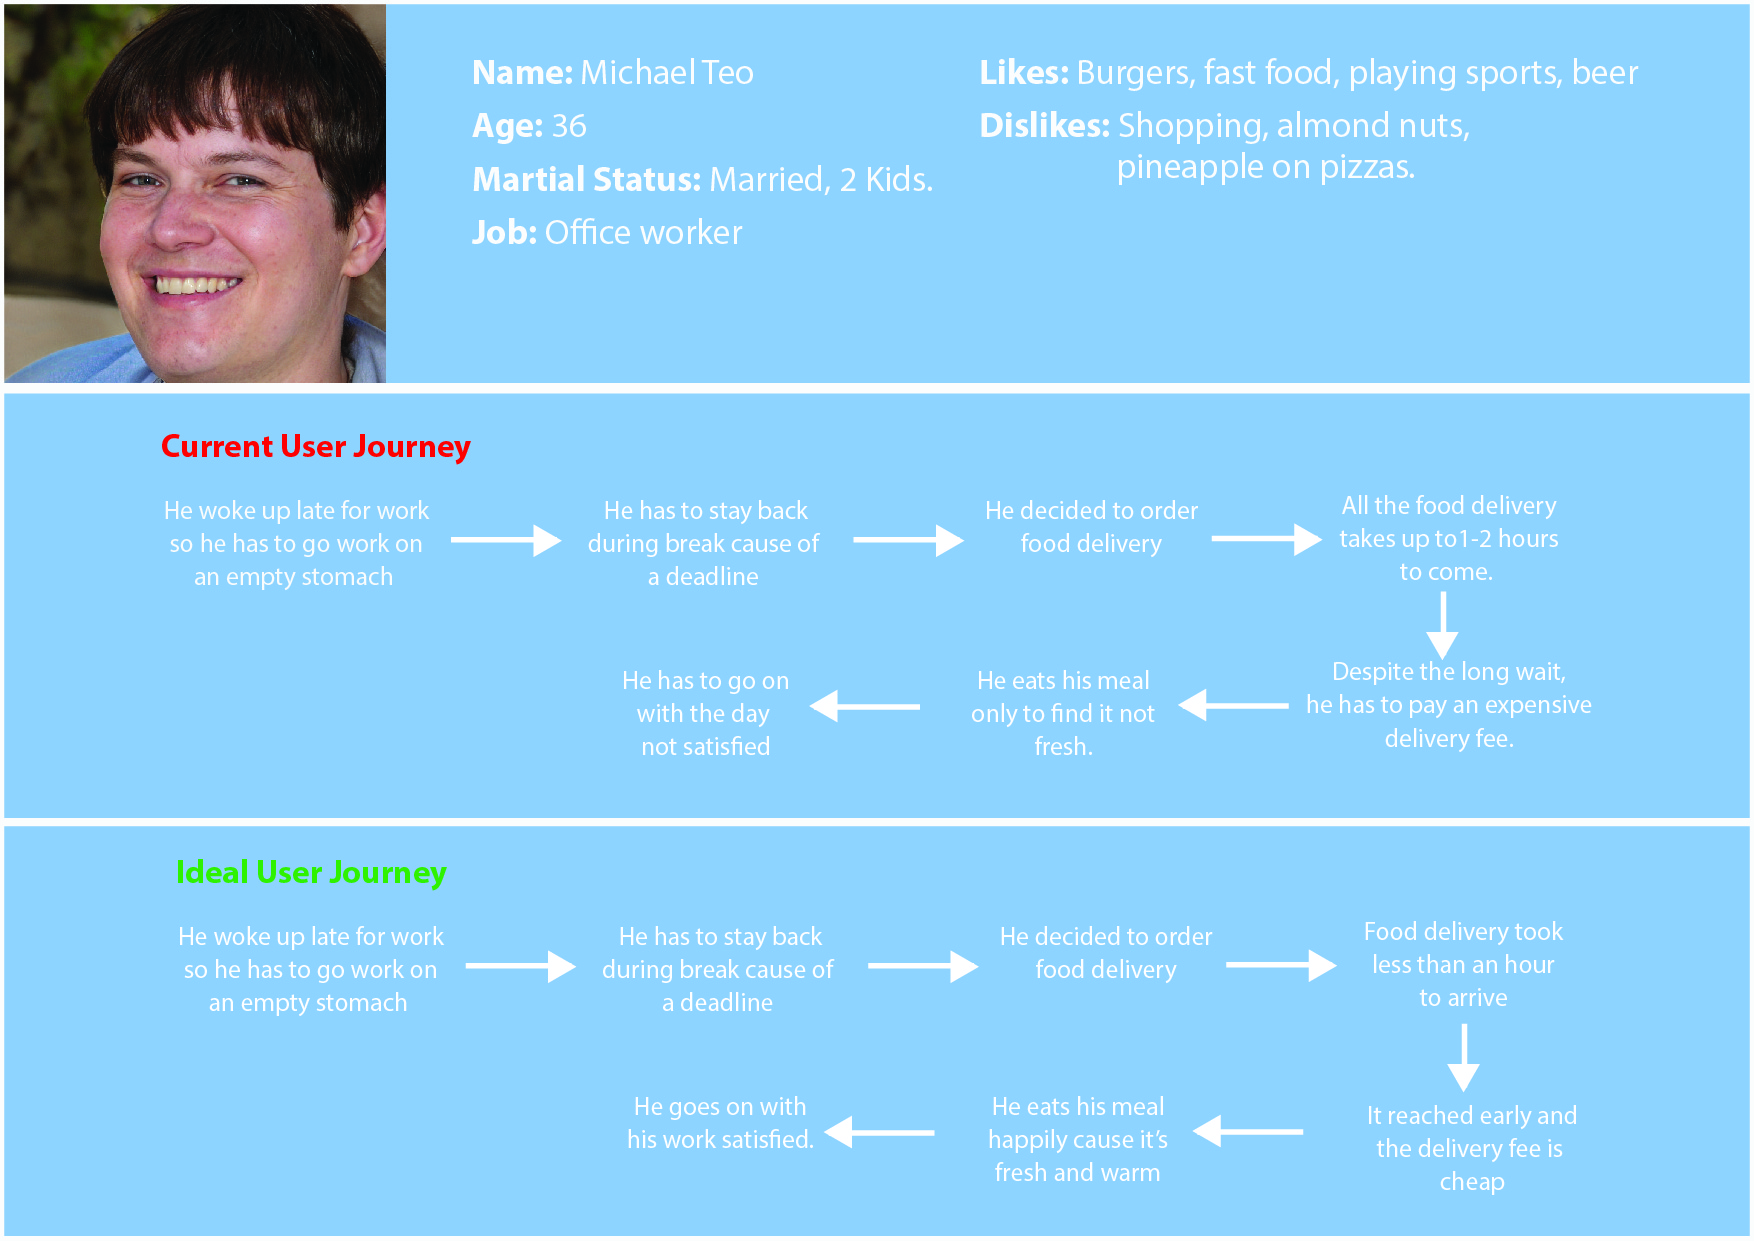 Name: Michael Teo
Age: 36
Martial Status: Married, 2 Kids.
Job: Office worker
Likes: Burgers, fast food, playing sports, beer
Dislikes: Shopping, almond nuts,
pineapple on pizzas.
Current User Journey
He woke up late for work
so he has to go work on
an empty stomach
He has to stay back
during break cause of
a deadline
He decided to order
food delivery
All the food delivery
takes up to1-2 hours
to come.
Despite the long wait,
he has to pay an expensive
delivery fee.
He eats his meal
only to find it not
fresh.
He has to go on
with the day
not satisfied
Ideal User Journey
He woke up late for work
so he has to go work on
an empty stomach
He has to stay back
during break cause of
a deadline
He decided to order
food delivery
Food delivery took
less than an hour
to arrive
It reached early and
the delivery fee is
cheap
He eats his meal
happily cause it’s
fresh and warm
He goes on with
his work satisfied.